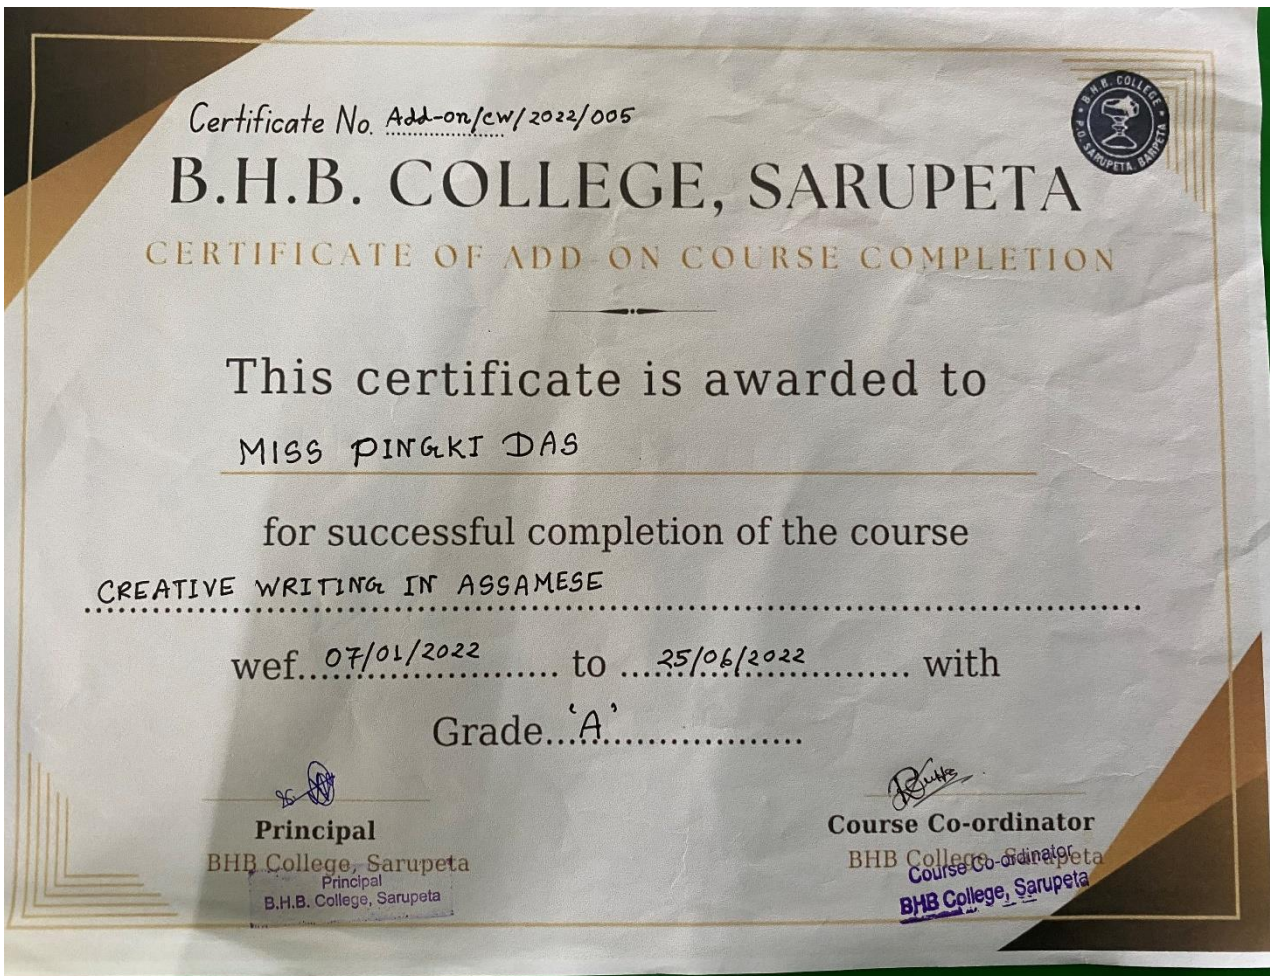 Certificate No. Add-on/CW/2022/005
B.H.B. COLLEGE
P.O. SARUPETA, BARPETA
B.H.B. COLLEGE, SARUPETA
CERTIFICATE OF ADD-ON COURSE COMPLETION
This certificate is awarded to
MISS PINGKI DAS
for successful completion of the course
CREATIVE WRITING IN ASSAMESE
wef...07/01/2022... to ...25/06/2022... with
Grade...'A'...
Principal
BHB College, Sarupeta
Principal
B.H.B. College, Sarupeta
Course Co-ordinator
BHB College, Sarupeta
Course Co-ordinator
BHB College, Sarupeta